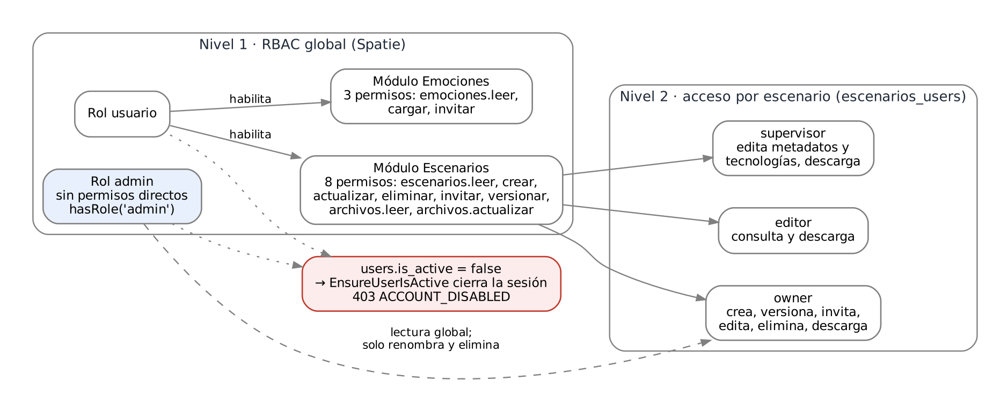 Nivel 1 · RBAC global (Spatie)
Rol usuario
habilita
habilita
Módulo Emociones
3 permisos: emociones.leer,
cargar, invitar
Rol admin
sin permisos directos
hasRole('admin')
Módulo Escenarios
8 permisos: escenarios.leer, crear,
actualizar, eliminar, invitar, versionar,
archivos.leer, archivos.actualizar
users.is_active = false
→ EnsureUserIsActive cierra la sesión
403 ACCOUNT_DISABLED
lectura global;
solo renombra y elimina
Nivel 2 · acceso por escenario (escenarios_users)
supervisor
edita metadatos y
tecnologías, descarga
editor
consulta y descarga
owner
crea, versiona, invita,
edita, elimina, descarga